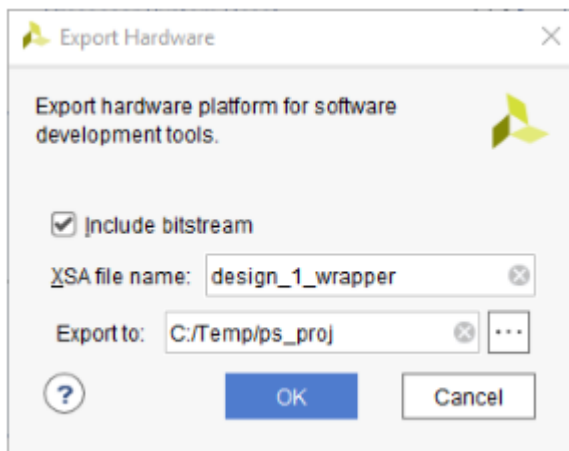 Export Hardware
Export hardware platform for software
development tools.
Include bitstream
XSA file name: design_1_wrapper
Export to: C:/Temp/ps_proj ...
? OK Cancel